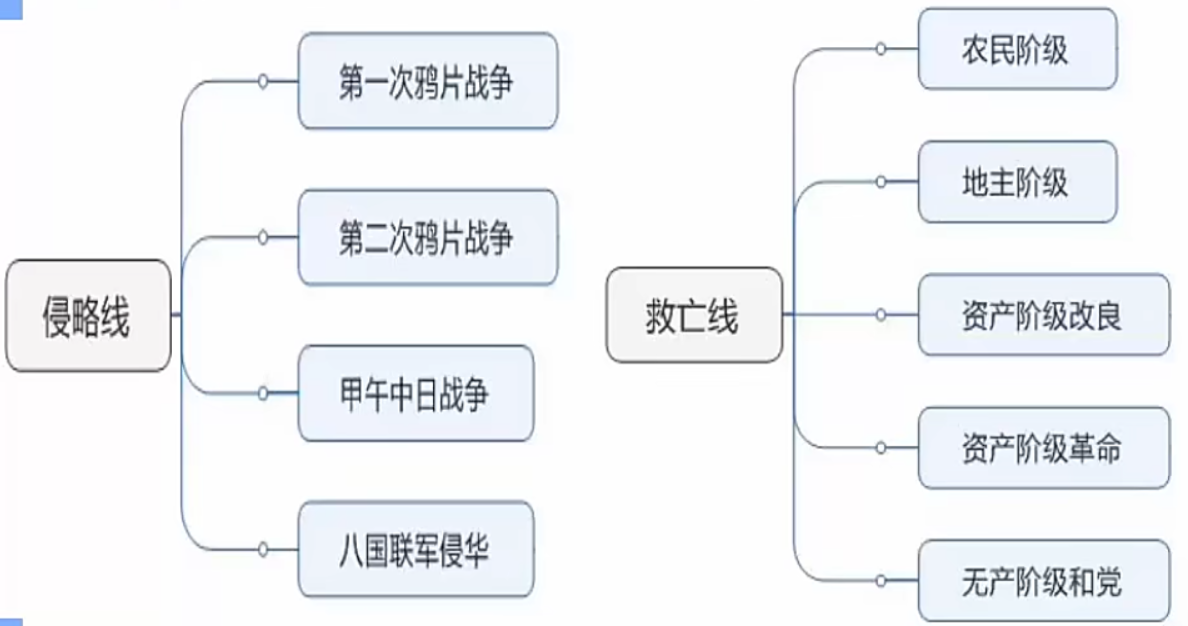 侵略线
第一次鸦片战争
第二次鸦片战争
甲午中日战争
八国联军侵华
救亡线
农民阶级
地主阶级
资产阶级改良
资产阶级革命
无产阶级和党